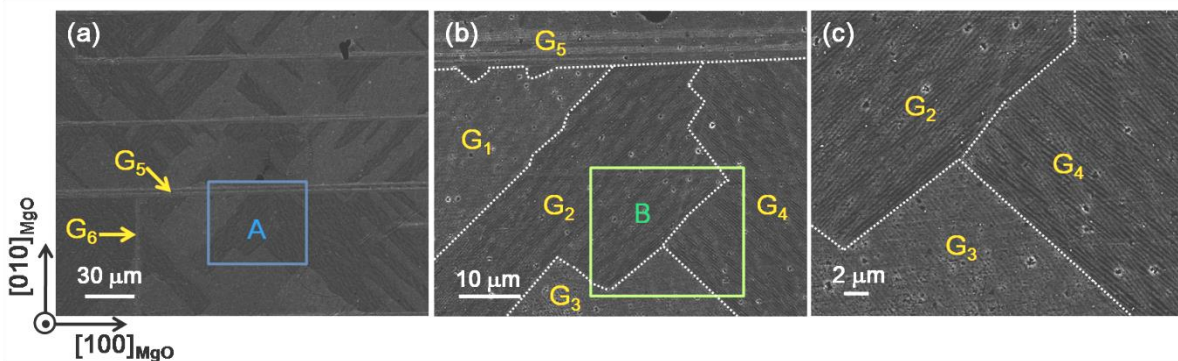 (a)
G₅
G₆
A
30 μm
[010]MgO
[100]MgO
(b)
G₅
G₁
G₂
B
G₄
G₃
10 μm
(c)
G₂
G₄
G₃
2 μm